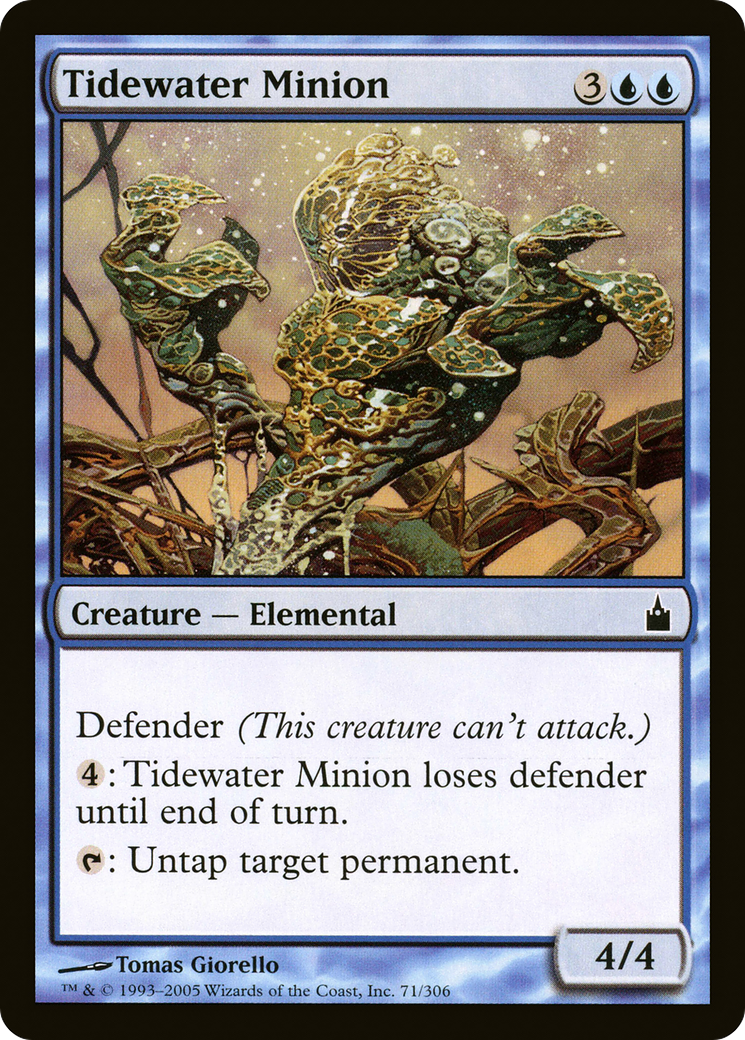 Tidewater Minion 3
Creature — Elemental
Defender (This creature can't attack.)
4: Tidewater Minion loses defender
until end of turn.
: Untap target permanent.
4/4
Tomas Giorello
™ & © 1993–2005 Wizards of the Coast, Inc. 71/306